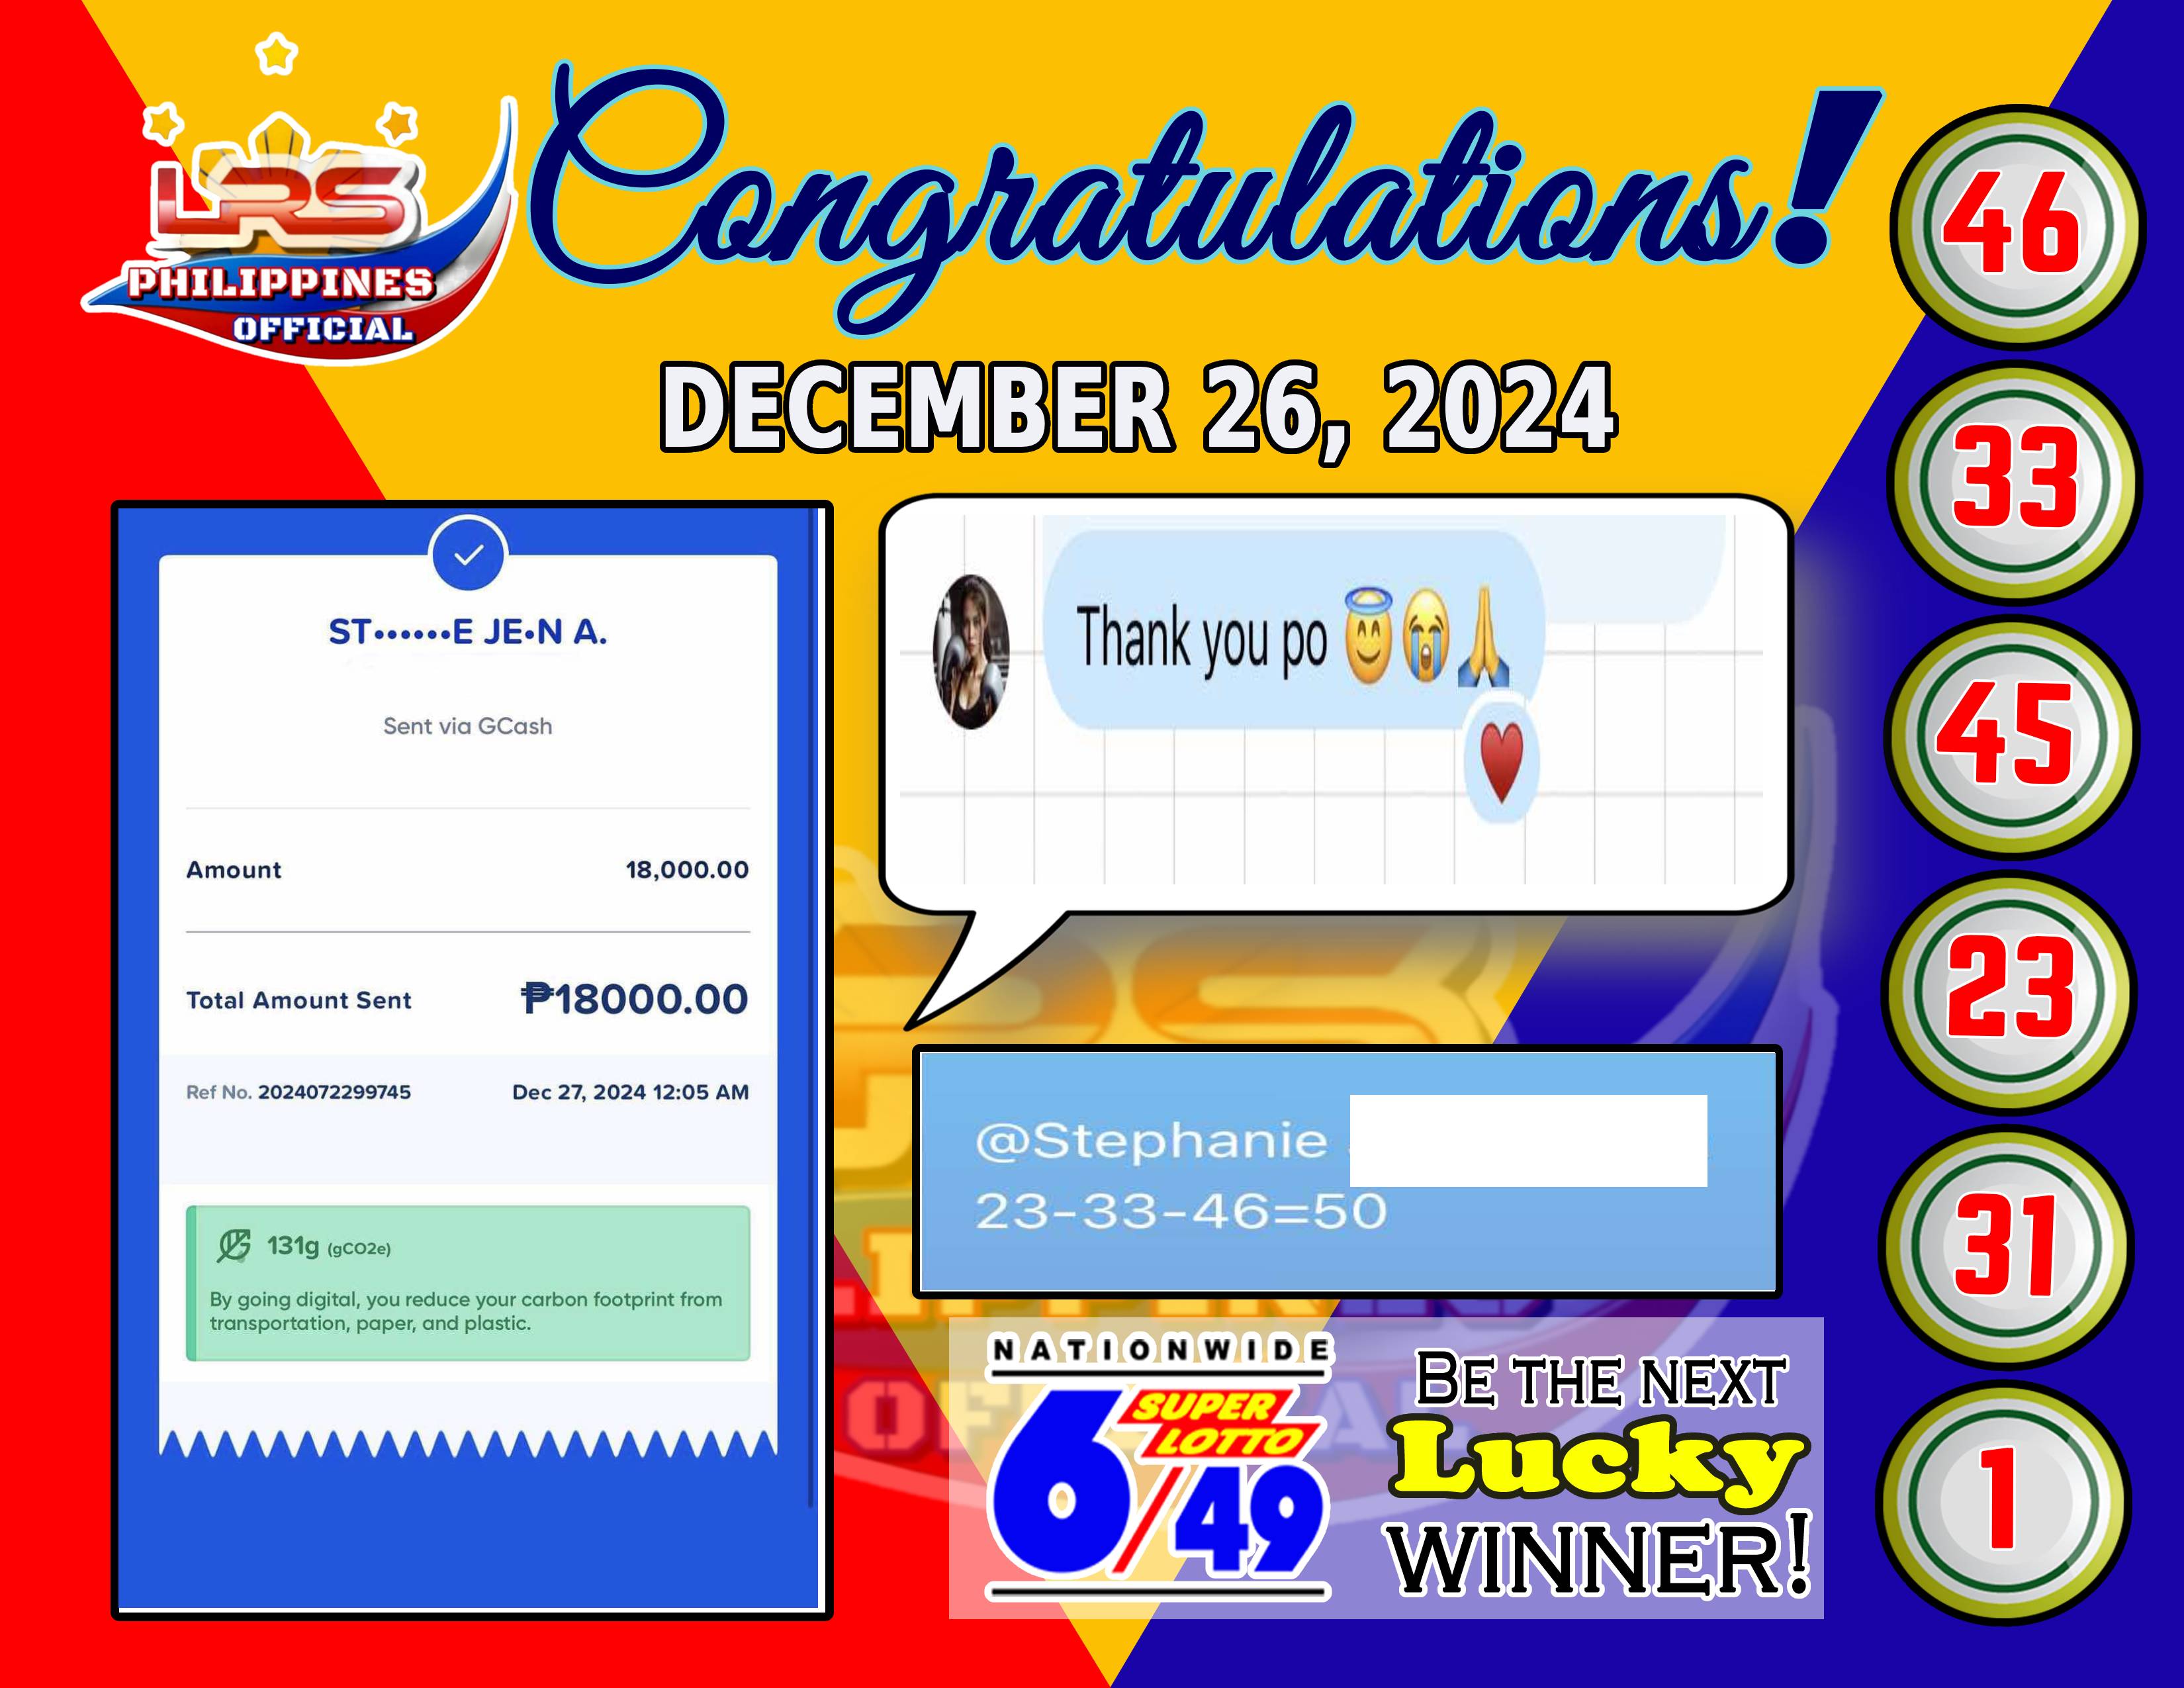 LRS
PHILIPPINES
OFFICIAL
Congratulations!
DECEMBER 26, 2024
ST••••••E JE•N A.
Sent via GCash
Amount 18,000.00
Total Amount Sent ₱18000.00
Ref No. 2024072299745 Dec 27, 2024 12:05 AM
131g (gCO2e)
By going digital, you reduce your carbon footprint from
transportation, paper, and plastic.
Thank you po 😇😭🙏
@Stephanie
23-33-46=50
NATIONWIDE
SUPER
LOTTO
6/49
BE THE NEXT
Lucky
WINNER!
46
33
45
23
31
1